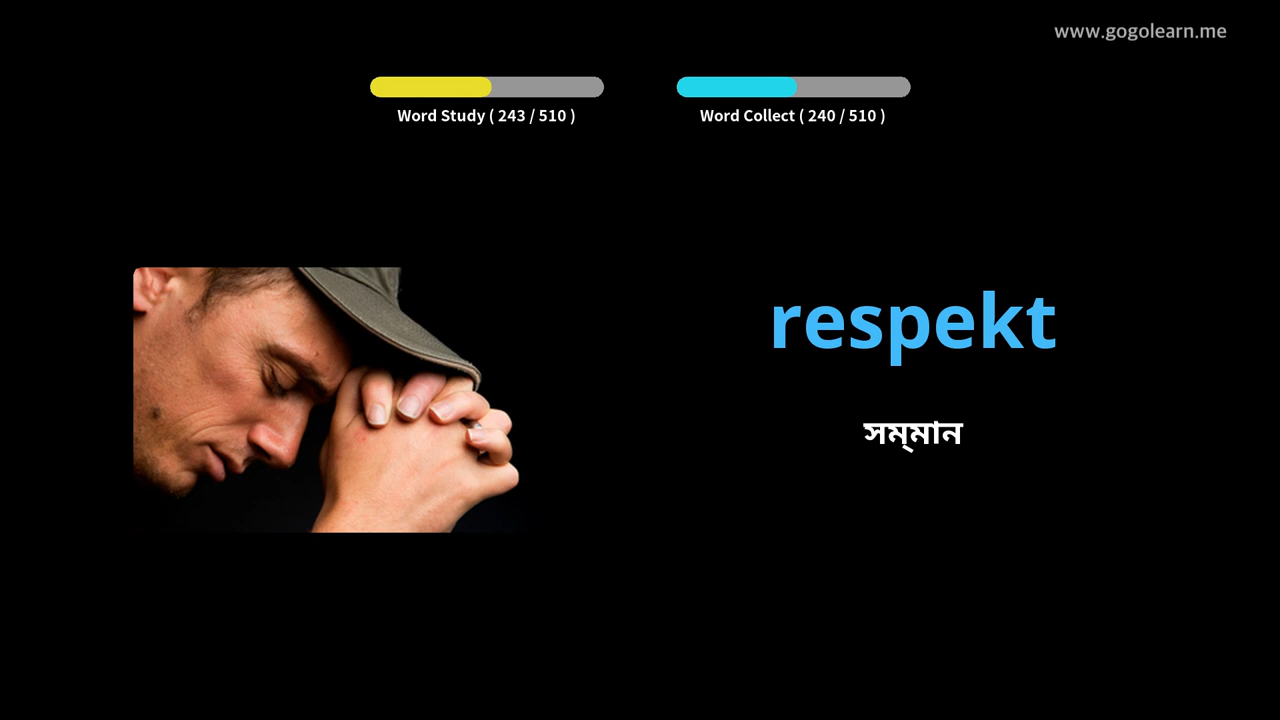 www.gogolearn.me
Word Study ( 243 / 510 )
Word Collect ( 240 / 510 )
respekt
সম্মান